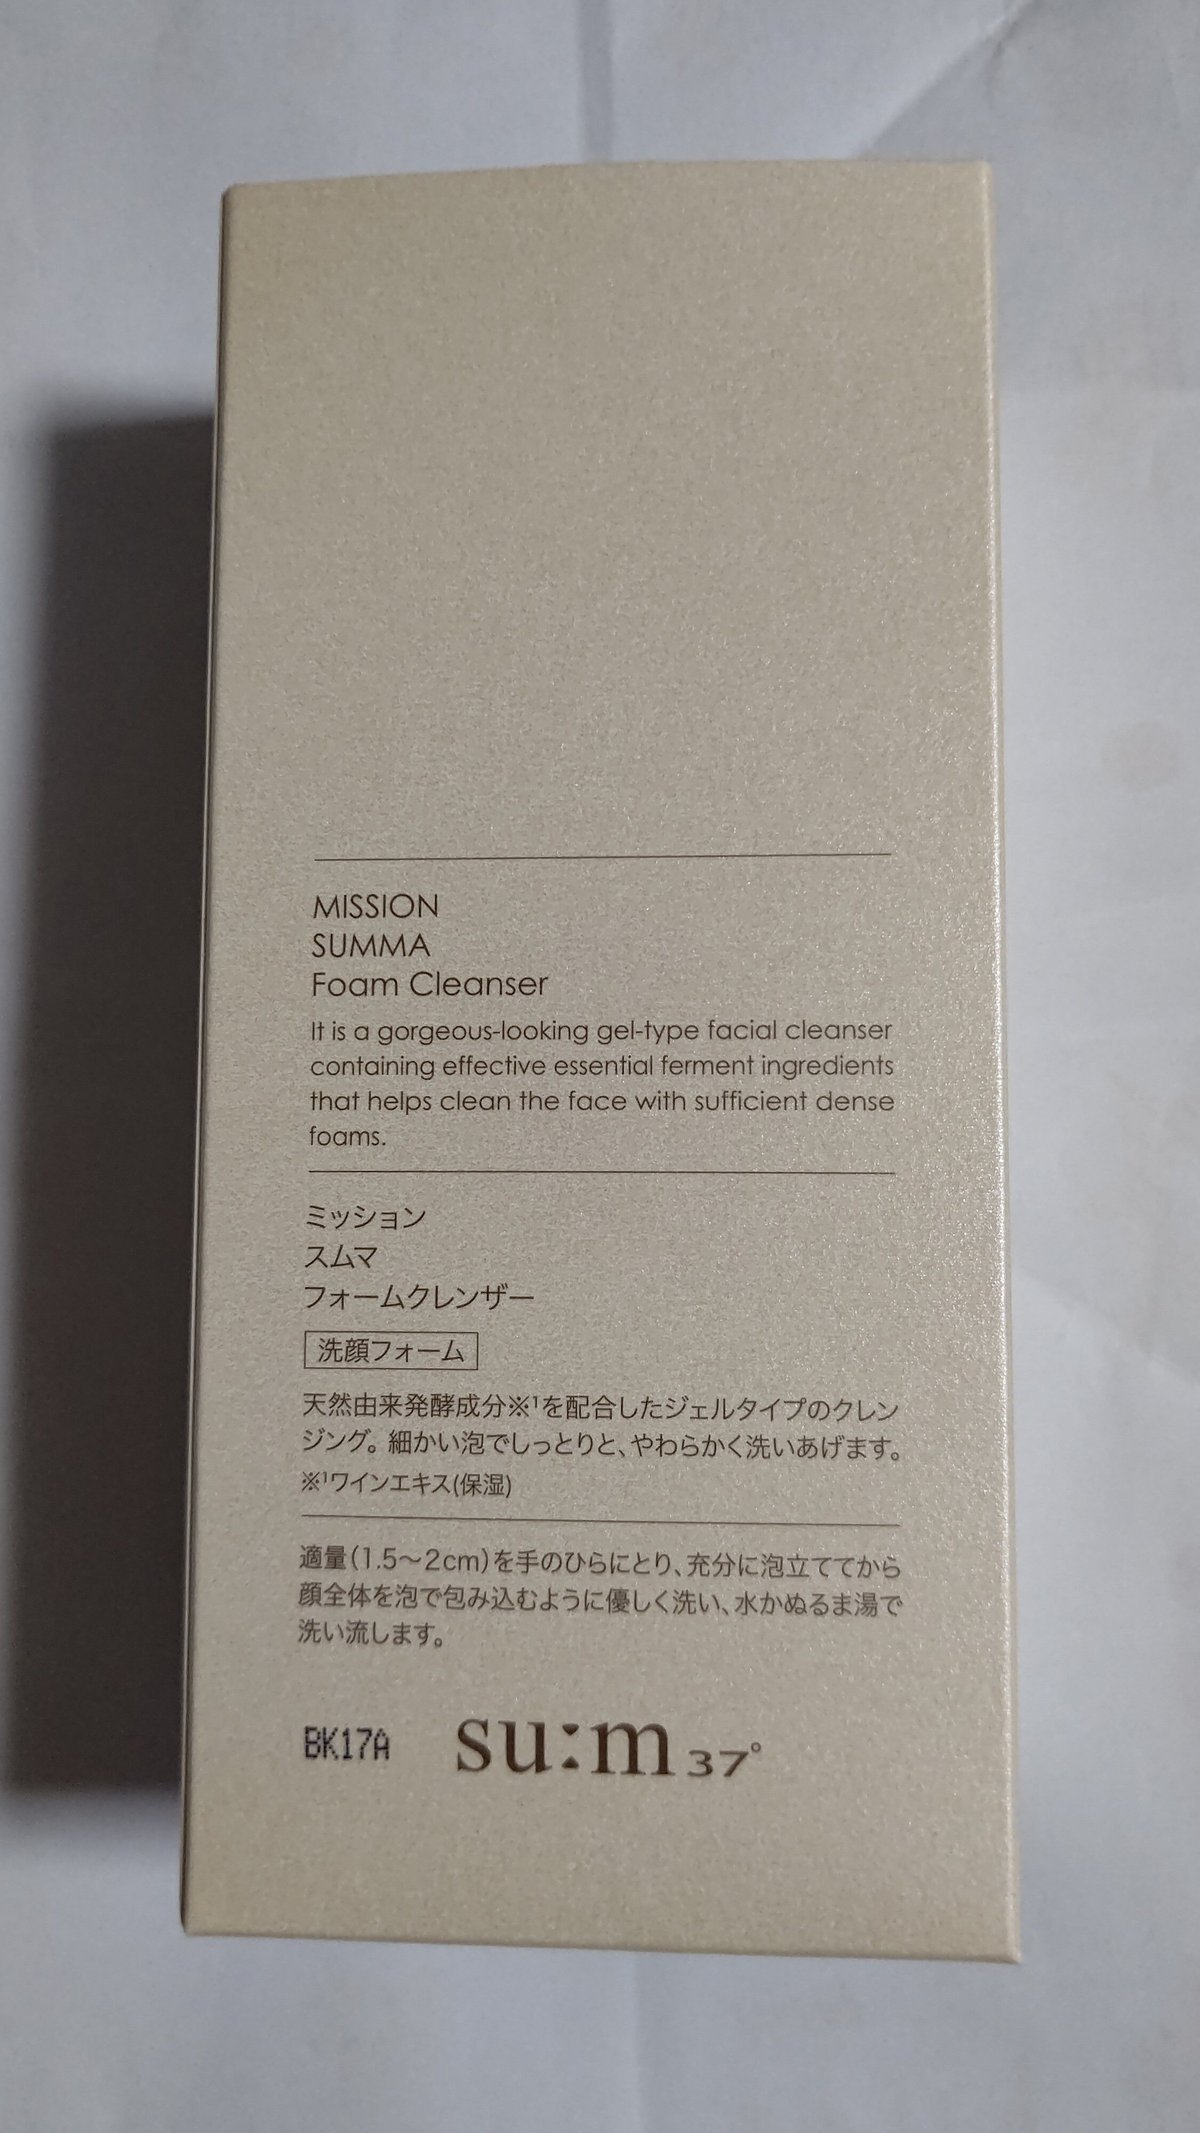 MISSION
SUMMA
Foam Cleanser
It is a gorgeous-looking gel-type facial cleanser
containing effective essential ferment ingredients
that helps clean the face with sufficient dense
foams.
ミッション
スムマ
フォームクレンザー
洗顔フォーム
天然由来発酵成分※¹を配合したジェルタイプのクレン
ジング。細かい泡でしっとりと、やわらかく洗いあげます。
※¹ワインエキス(保湿)
適量(1.5〜2cm)を手のひらにとり、充分に泡立ててから
顔全体を泡で包み込むように優しく洗い、水かぬるま湯で
洗い流します。
BK17A su:m37°